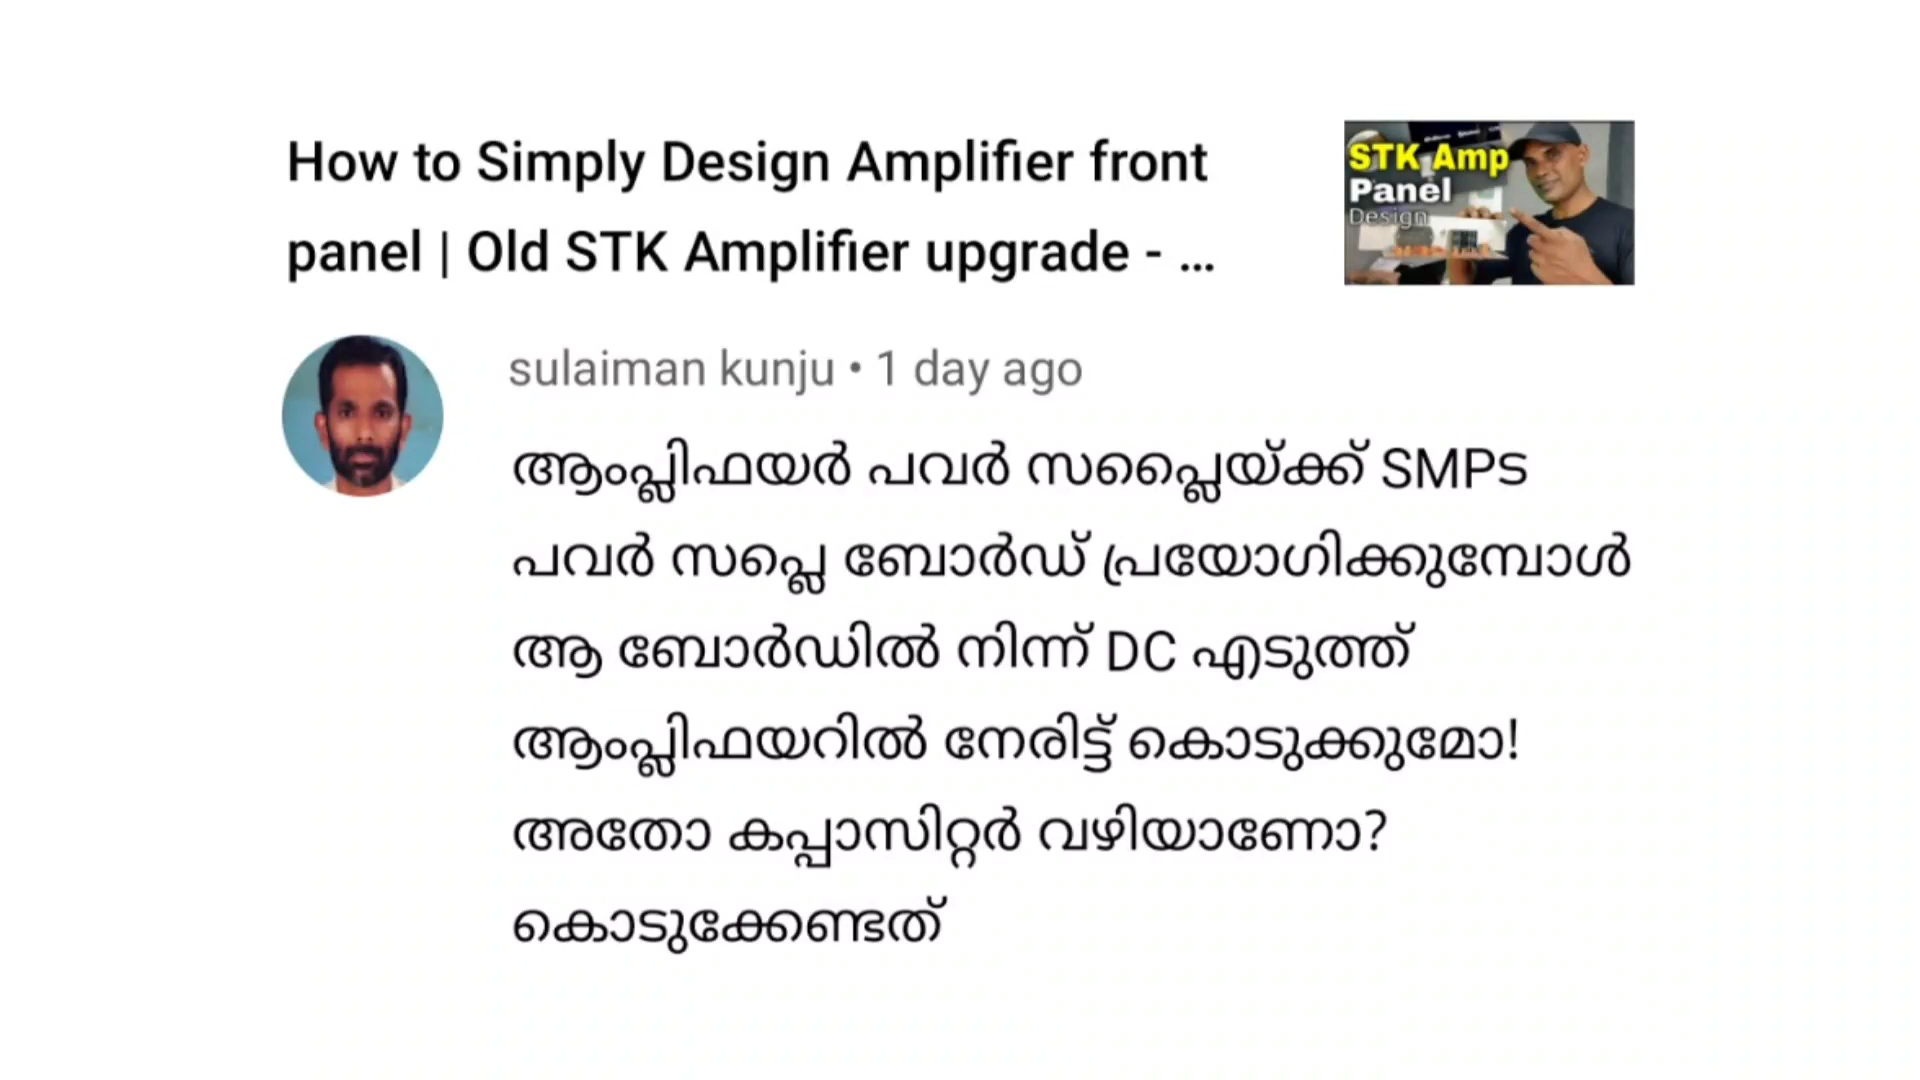 How to Simply Design Amplifier front
panel | Old STK Amplifier upgrade - ...
STK Amp
Panel
Design
sulaiman kunju • 1 day ago
ആംപ്ലിഫയർ പവർ സപ്ലൈയ്ക്ക് SMPട
പവർ സപ്ലെ ബോർഡ് പ്രയോഗിക്കുമ്പോൾ
ആ ബോർഡിൽ നിന്ന് DC എടുത്ത്
ആംപ്ലിഫയറിൽ നേരിട്ട് കൊടുക്കുമോ!
അതോ കപ്പാസിറ്റർ വഴിയാണോ?
കൊടുക്കേണ്ടത്